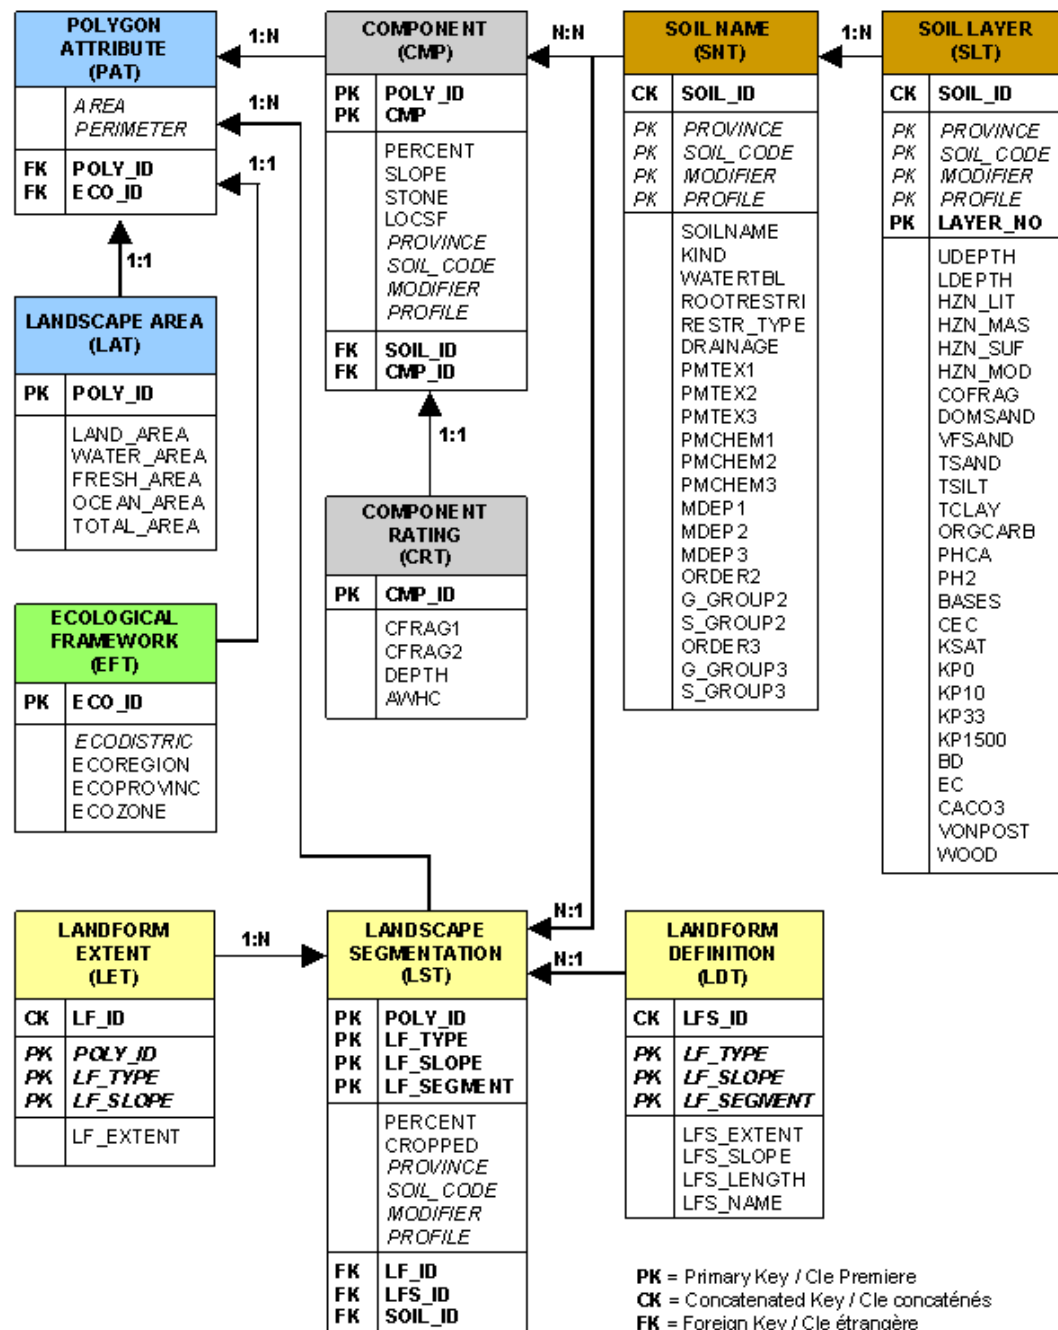 POLYGON
ATTRIBUTE
(PAT)
AREA
PERIMETER
FK POLY_ID
FK ECO_ID
1:N
1:N
1:1
1:1
LANDSCAPE AREA
(LAT)
PK POLY_ID
LAND_AREA
WATER_AREA
FRESH_AREA
OCEAN_AREA
TOTAL_AREA
ECOLOGICAL
FRAMEWORK
(EFT)
PK ECO_ID
ECODISTRIC
ECOREGION
ECOPROVINC
ECOZONE
COMPONENT
(CMP)
PK POLY_ID
PK CMP
PERCENT
SLOPE
STONE
LOCSF
PROVINCE
SOIL_CODE
MODIFIER
PROFILE
FK SOIL_ID
FK CMP_ID
1:1
COMPONENT
RATING
(CRT)
PK CMP_ID
CFRAG1
CFRAG2
DEPTH
AWHC
N:N
SOIL NAME
(SNT)
CK SOIL_ID
PK PROVINCE
PK SOIL_CODE
PK MODIFIER
PK PROFILE
SOILNAME
KIND
WATERTBL
ROOTRESTRI
RESTR_TYPE
DRAINAGE
PMTEX1
PMTEX2
PMTEX3
PMCHEM1
PMCHEM2
PMCHEM3
MDEP1
MDEP2
MDEP3
ORDER2
G_GROUP2
S_GROUP2
ORDER3
G_GROUP3
S_GROUP3
1:N
SOIL LAYER
(SLT)
CK SOIL_ID
PK PROVINCE
PK SOIL_CODE
PK MODIFIER
PK PROFILE
PK LAYER_NO
UDEPTH
LDEPTH
HZN_LIT
HZN_MAS
HZN_SUF
HZN_MOD
COFRAG
DOMSAND
VFSAND
TSAND
TSILT
TCLAY
ORGCARB
PHCA
PH2
BASES
CEC
KSAT
KP0
KP10
KP33
KP1500
BD
EC
CACO3
VONPOST
WOOD
LANDFORM
EXTENT
(LET)
CK LF_ID
PK POLY_ID
PK LF_TYPE
PK LF_SLOPE
LF_EXTENT
1:N
LANDSCAPE
SEGMENTATION
(LST)
PK POLY_ID
PK LF_TYPE
PK LF_SLOPE
PK LF_SEGMENT
PERCENT
CROPPED
PROVINCE
SOIL_CODE
MODIFIER
PROFILE
FK LF_ID
FK LFS_ID
FK SOIL_ID
N:1
N:1
LANDFORM
DEFINITION
(LDT)
CK LFS_ID
PK LF_TYPE
PK LF_SLOPE
PK LF_SEGMENT
LFS_EXTENT
LFS_SLOPE
LFS_LENGTH
LFS_NAME
PK = Primary Key / Cle Premiere
CK = Concatenated Key / Cle concaténés
FK = Foreign Key / Cle étrangère